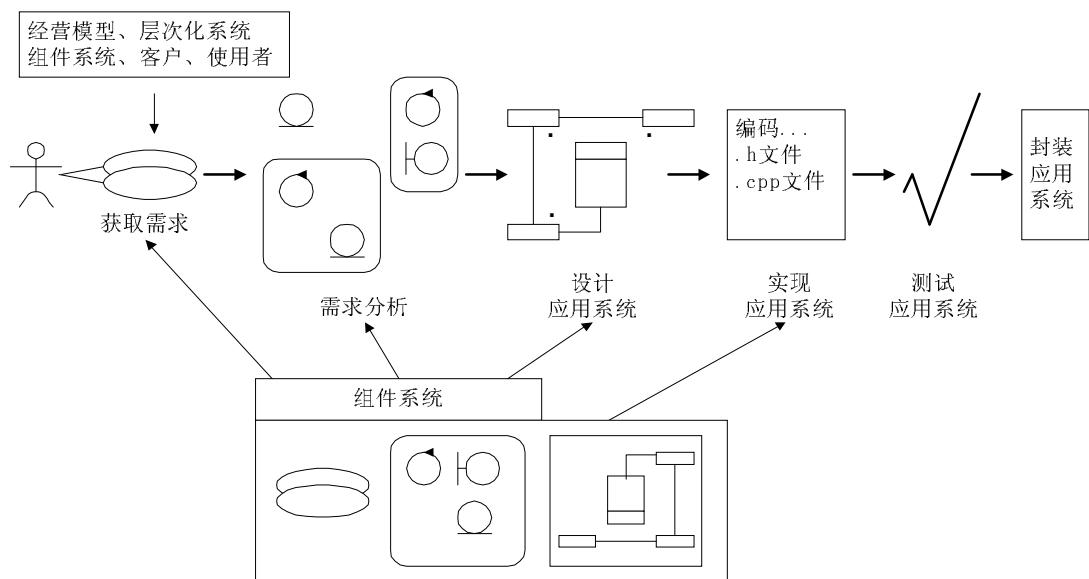 经营模型、层次化系统
组件系统、客户、使用者
获取需求
需求分析
设计
应用系统
编码...
.h文件
.cpp文件
实现
应用系统
测试
应用系统
封装
应用
系统
组件系统